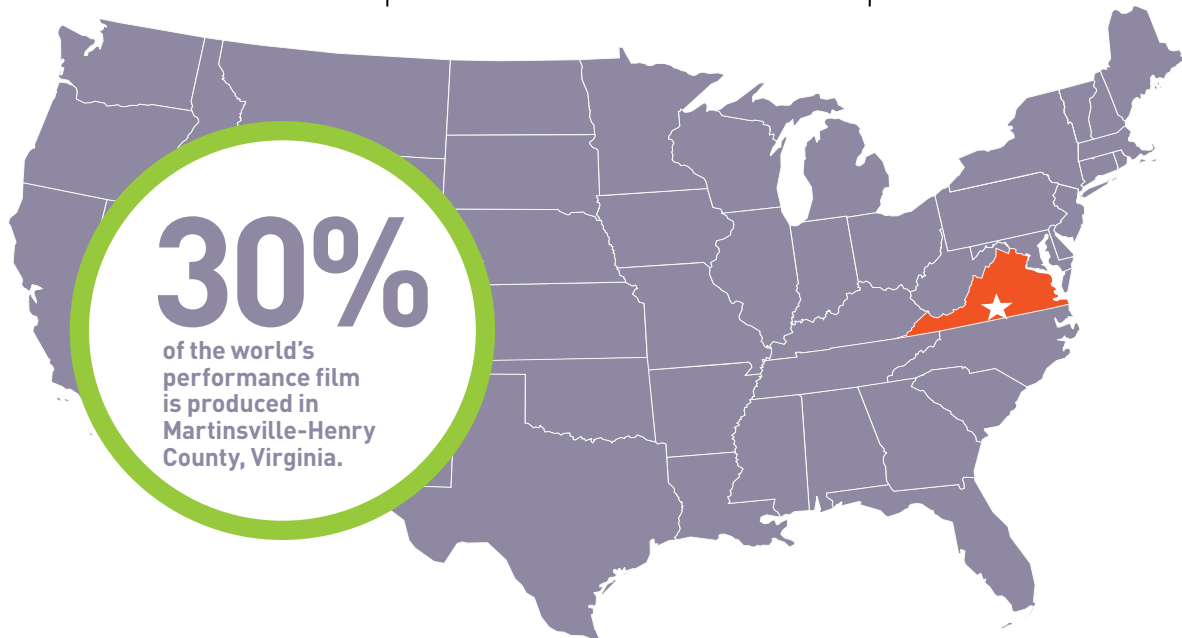 30%
of the world's
performance film
is produced in
Martinsville-Henry
County, Virginia.